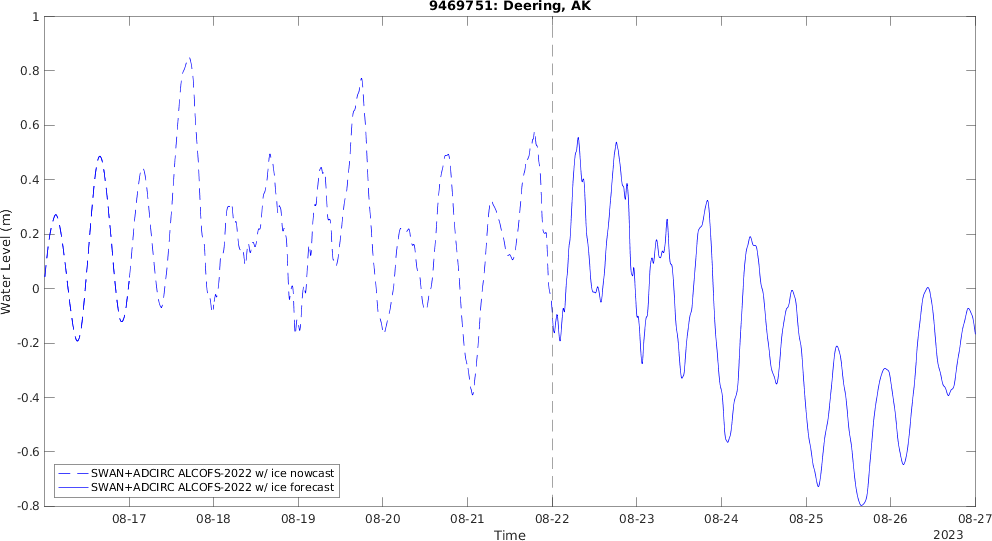 9469751: Deering, AK
1
0.8
0.6
0.4
0.2
0
-0.2
-0.4
-0.6
-0.8
Water Level (m)
SWAN+ADCIRC ALCOFS-2022 w/ ice nowcast
SWAN+ADCIRC ALCOFS-2022 w/ ice forecast
08-17 08-18 08-19 08-20 08-21 08-22 08-23 08-24 08-25 08-26 08-27
Time
2023